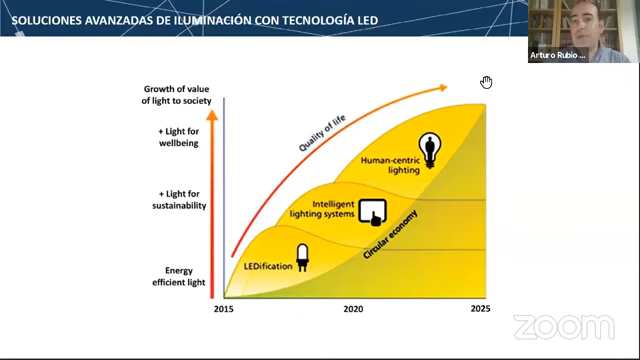 SOLUCIONES AVANZADAS DE ILUMINACIÓN CON TECNOLOGÍA LED
Arturo Rubio ...
Growth of value
of light to society
+ Light for
wellbeing
+ Light for
sustainability
Energy
efficient light
Quality of life
Human-centric
lighting
Intelligent
lighting systems
LEDification
Circular economy
2015
2020
2025
zoom